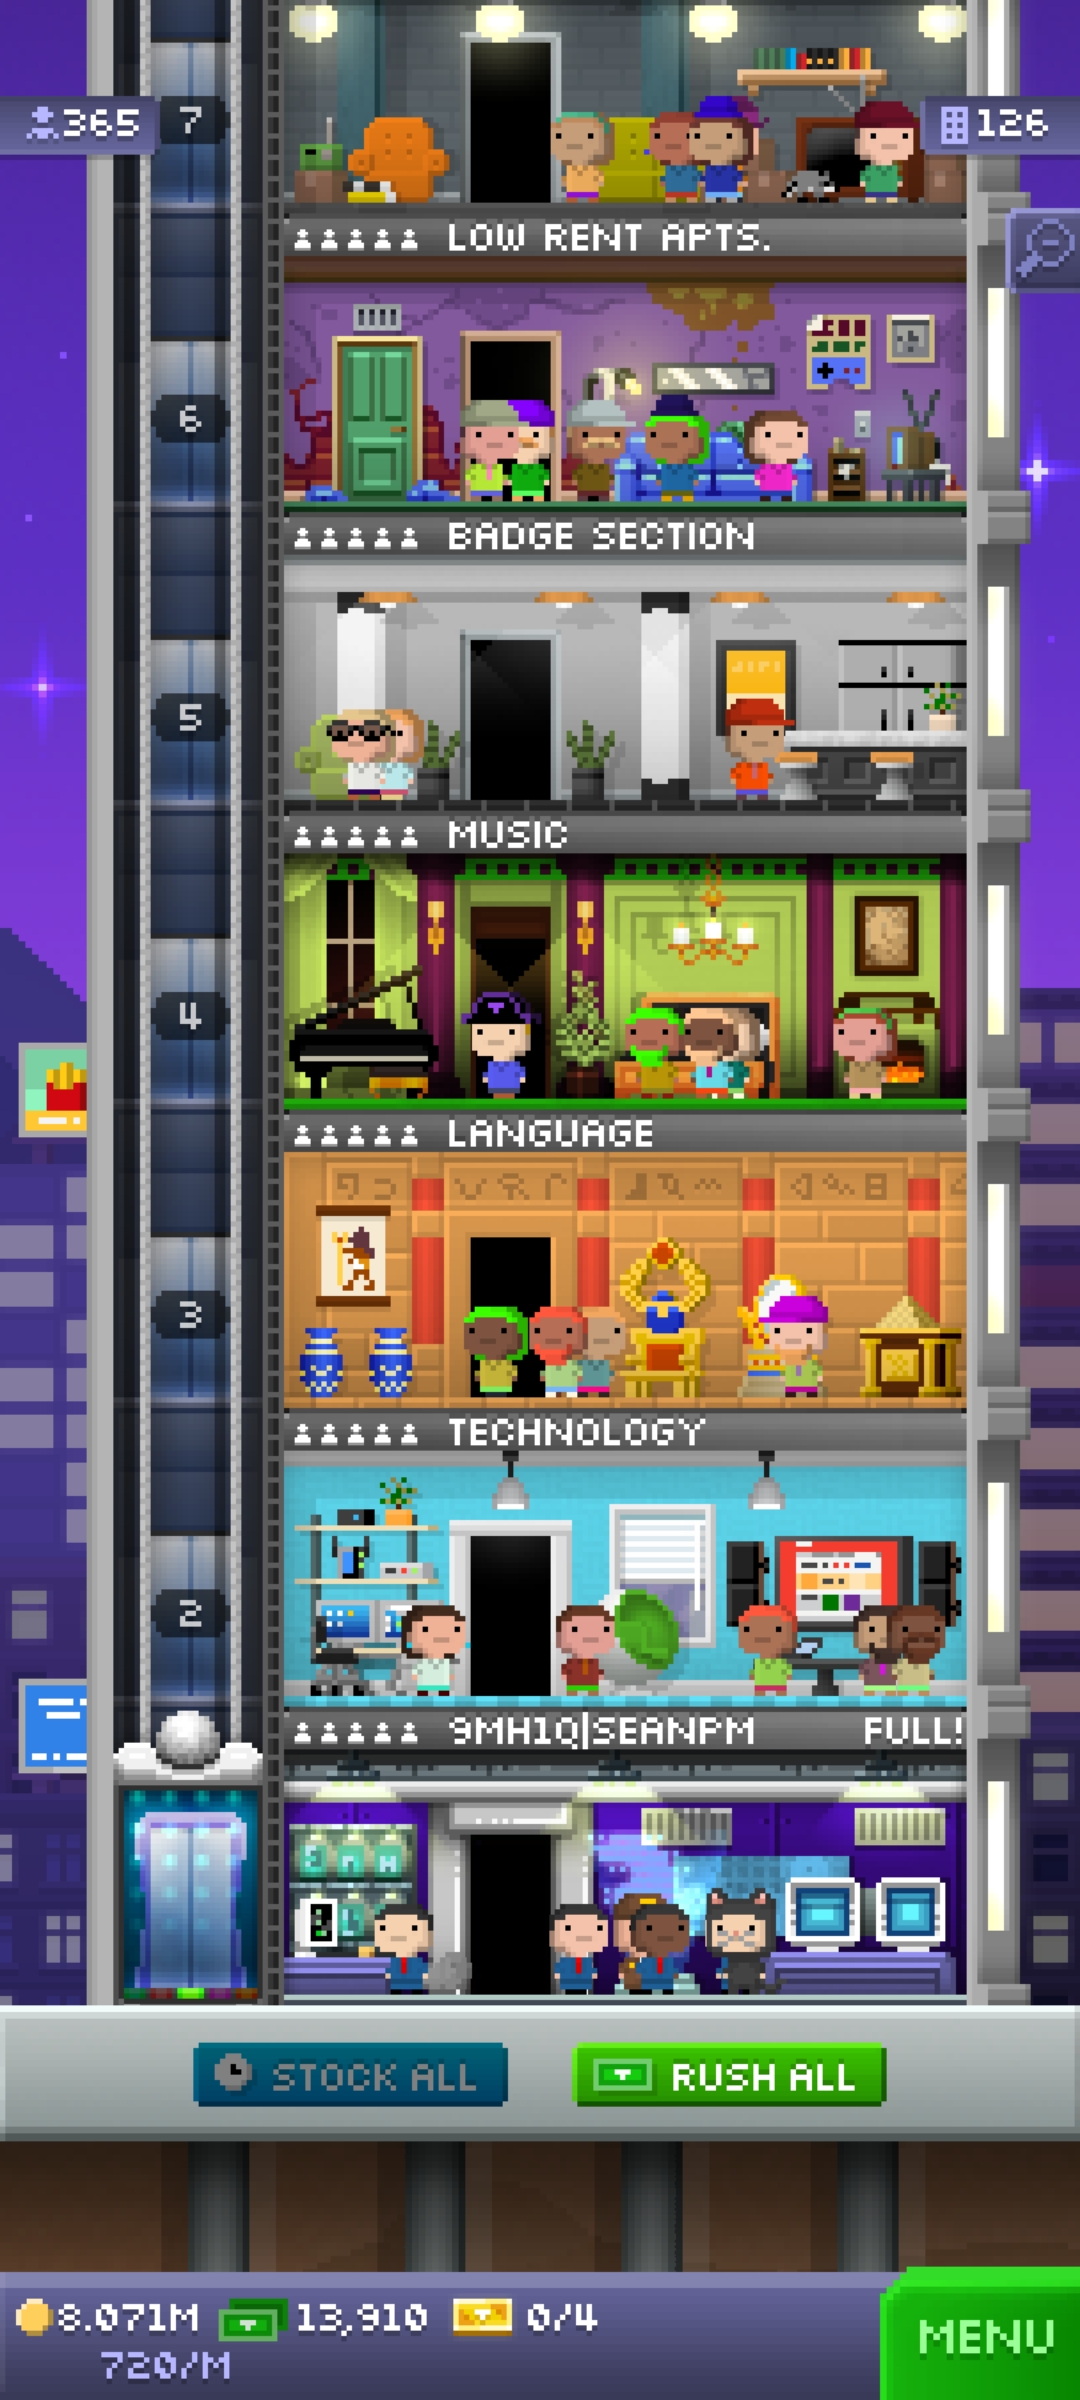 7
365
126
LOW RENT APTS.
6
BADGE SECTION
5
MUSIC
4
LANGUAGE
3
TECHNOLOGY
2
9MH1Q|SEANPM FULL!
STOCK ALL
RUSH ALL
8.071M 13,910 0/4
720/M
MENU